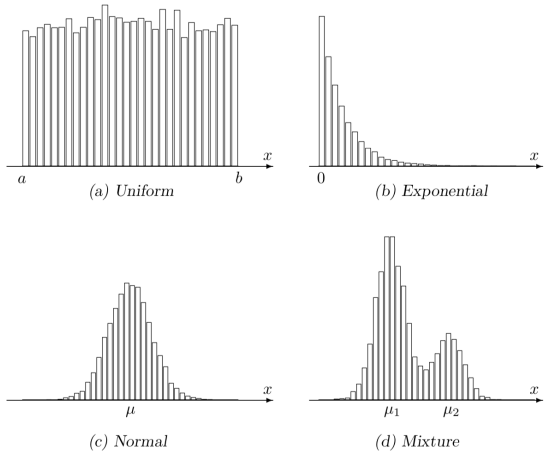 x
a b
(a) Uniform
x
0
(b) Exponential
x
μ
(c) Normal
x
μ₁ μ₂
(d) Mixture